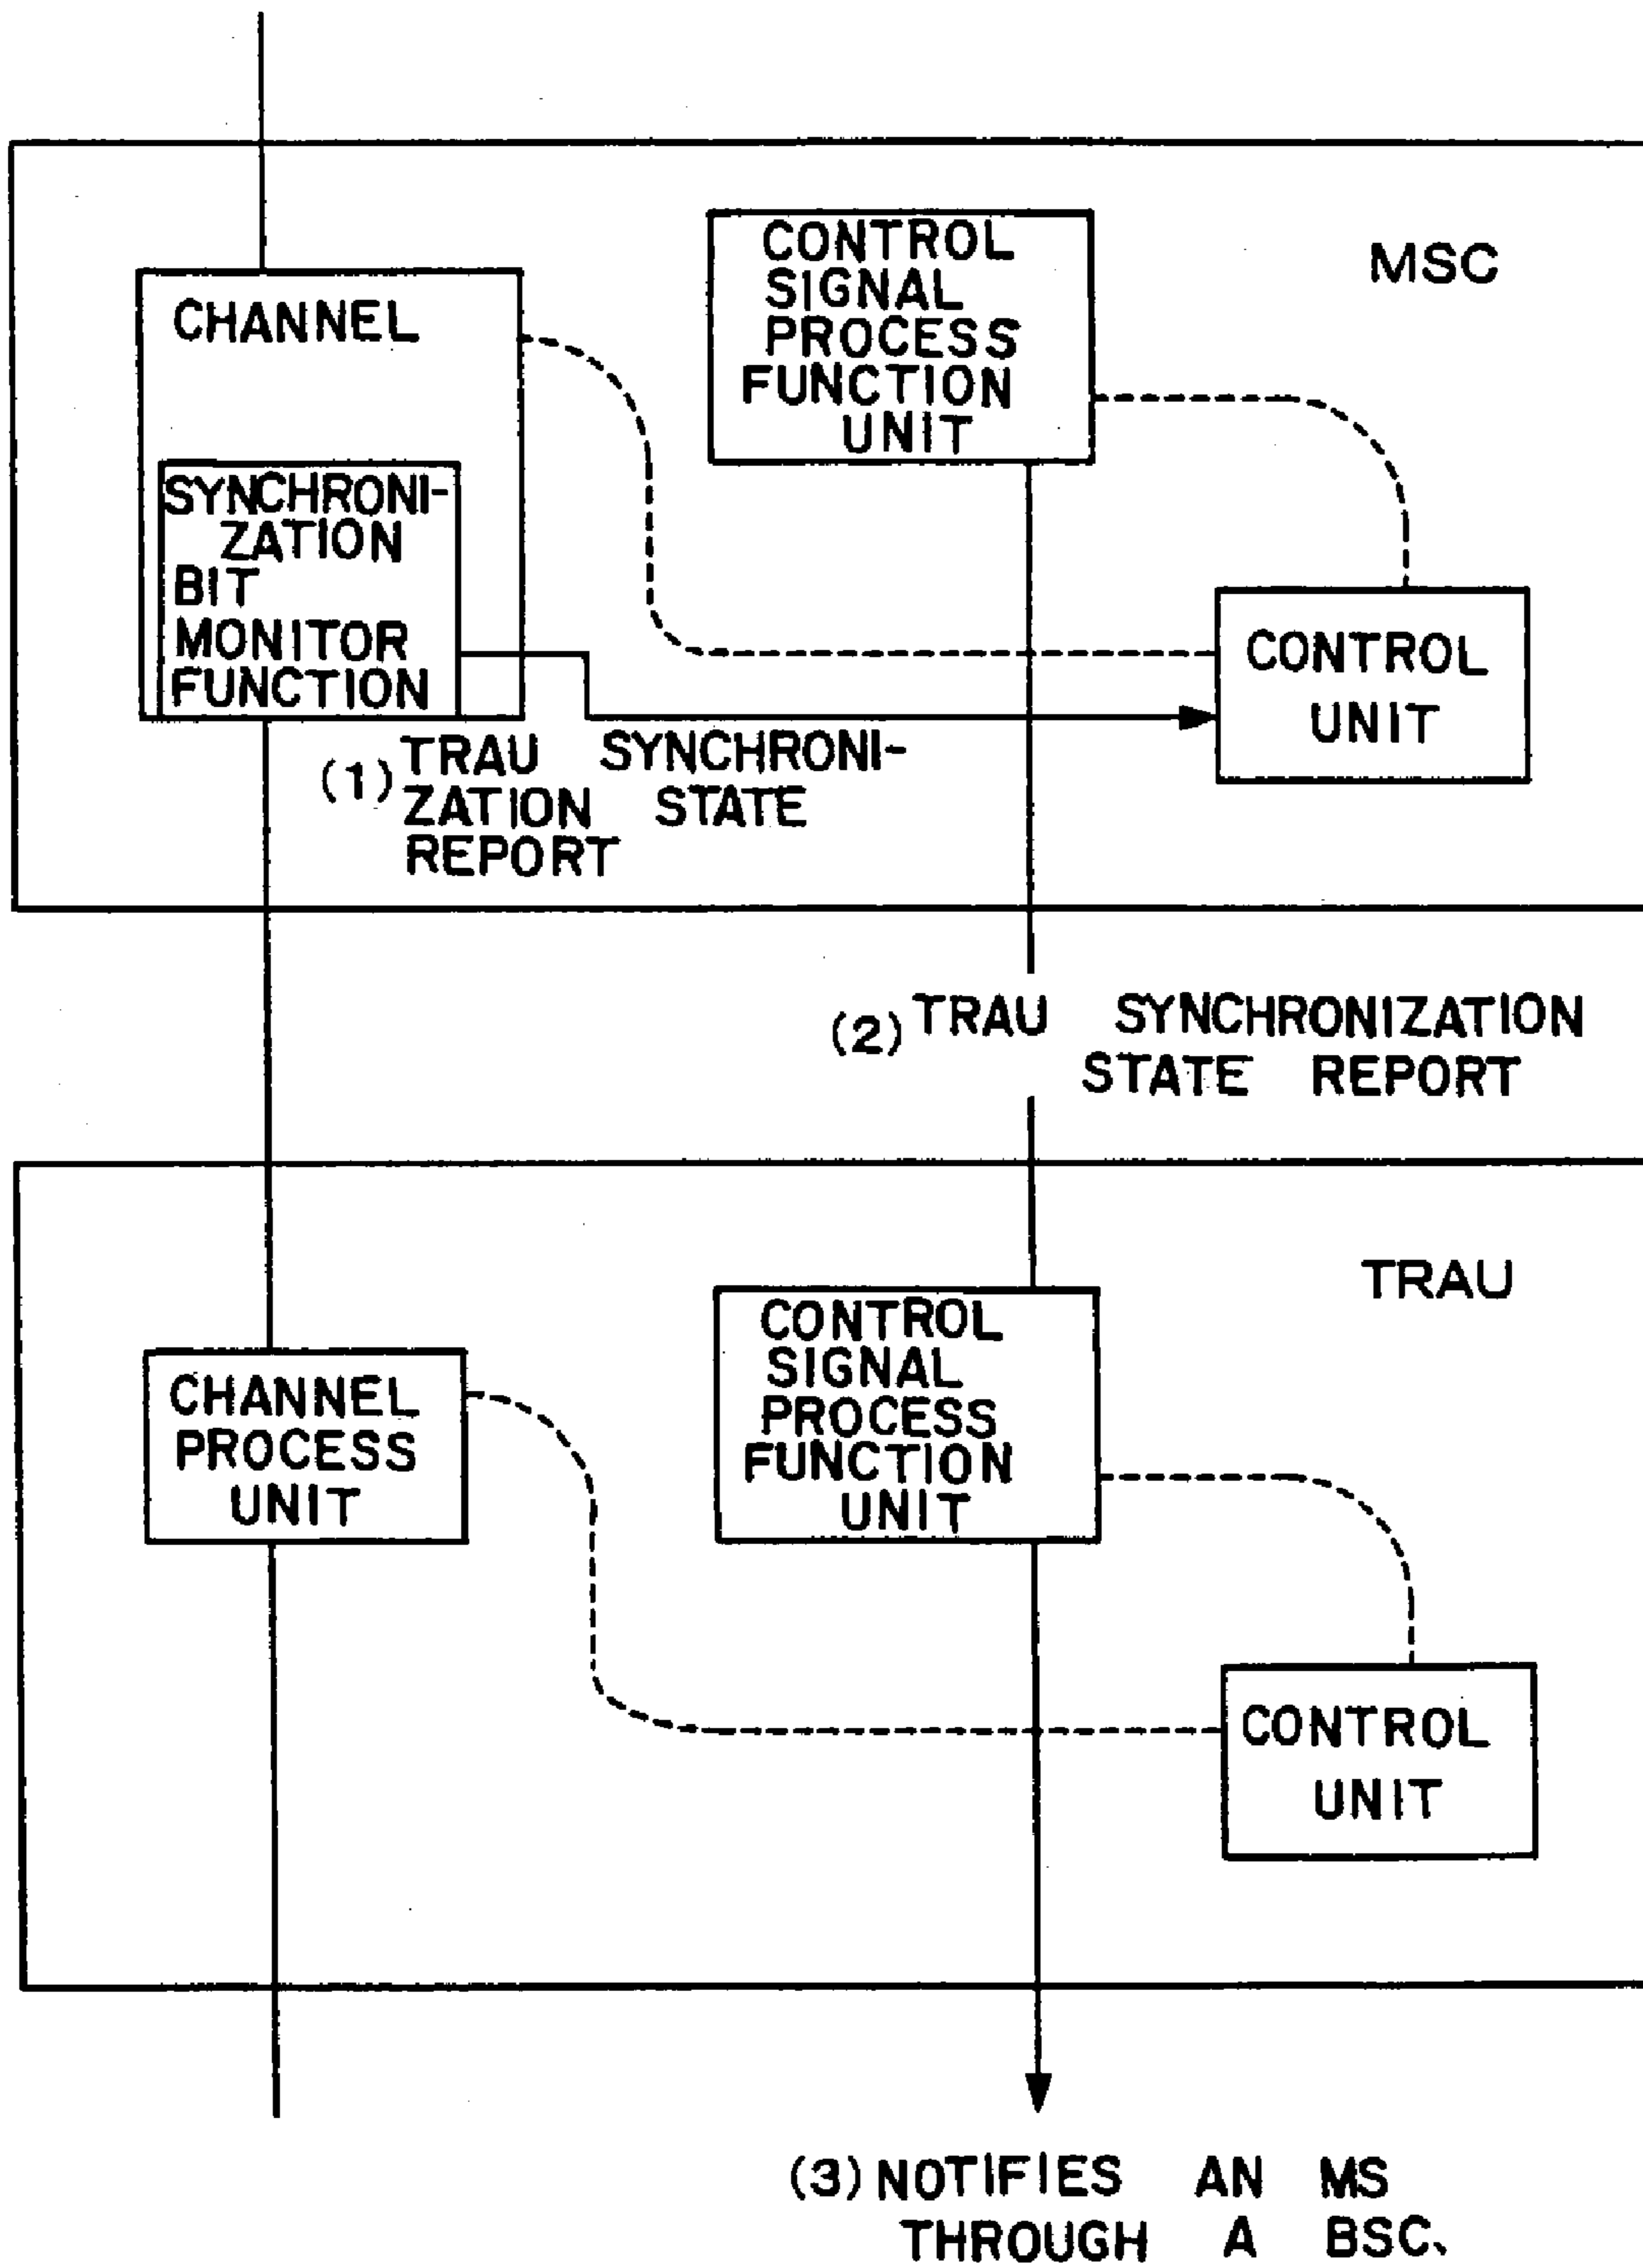 MSC
CHANNEL
SYNCHRONI-
ZATION
BIT
MONITOR
FUNCTION
CONTROL
SIGNAL
PROCESS
FUNCTION
UNIT
CONTROL
UNIT
(1) TRAU SYNCHRONI-
ZATION STATE
REPORT
(2) TRAU SYNCHRONIZATION
STATE REPORT
TRAU
CHANNEL
PROCESS
UNIT
CONTROL
SIGNAL
PROCESS
FUNCTION
UNIT
CONTROL
UNIT
(3) NOTIFIES AN MS
THROUGH A BSC.